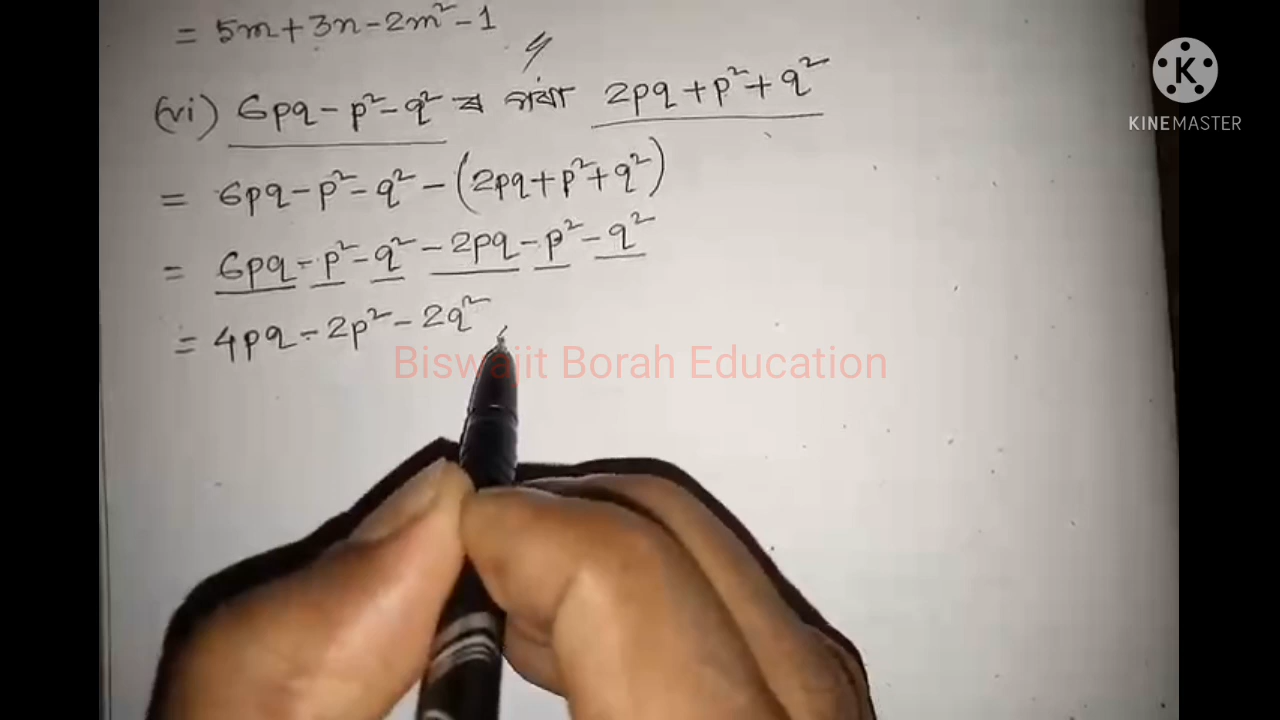 = 5m + 3n - 2m² - 1
(vi) 6pq - p² - q² ৰ পৰা 2pq + p² + q²
= 6pq - p² - q² - (2pq + p² + q²)
= 6pq - p² - q² - 2pq - p² - q²
= 4pq - 2p² - 2q²
Biswajit Borah Education
K
KINEMASTER